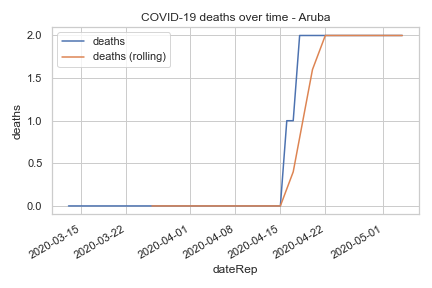 COVID-19 deaths over time - Aruba
deaths
deaths (rolling)
deaths
2.0
1.5
1.0
0.5
0.0
2020-03-15
2020-03-22
2020-04-01
2020-04-08
2020-04-15
2020-04-22
2020-05-01
dateRep